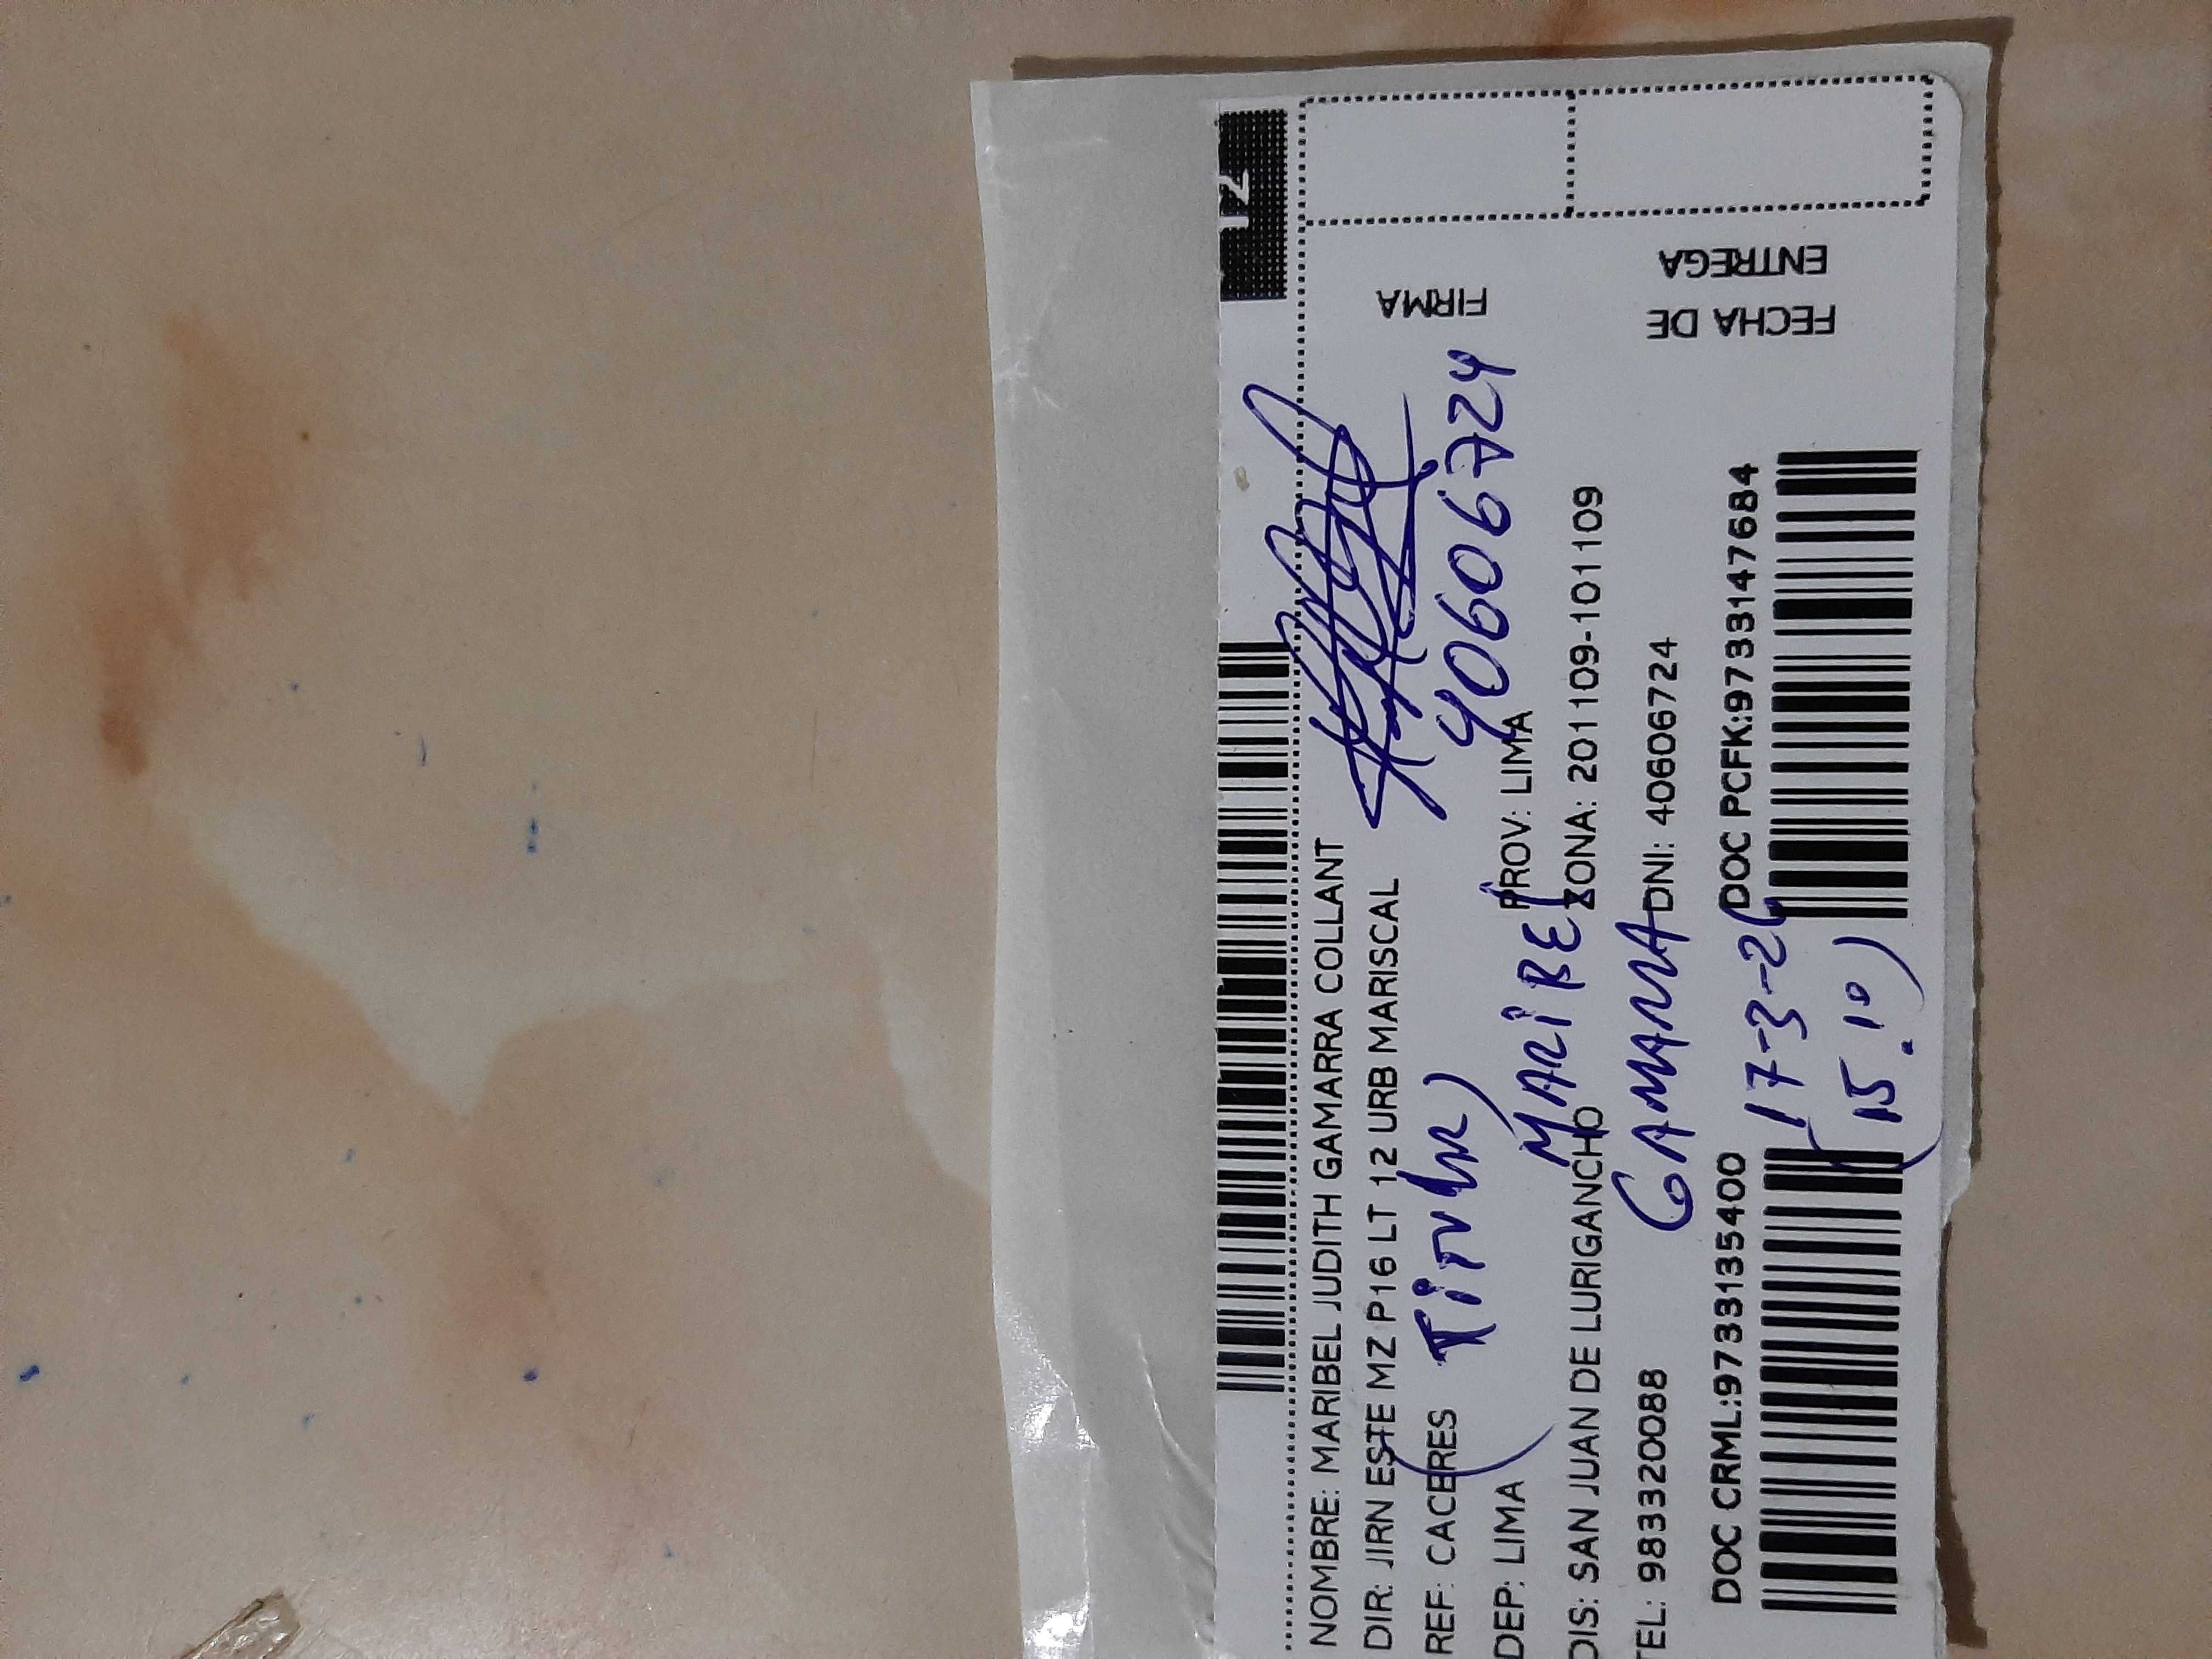 NOMBRE: MARIBEL JUDITH GAMARRA COLLANT
DIR: JIRN ESTE MZ P16 LT 12 URB MARISCAL
REF: CACERES
(Titular)
40606724
DEP: LIMA PROV: LIMA
MARIBEL
DIS: SAN JUAN DE LURIGANCHO ZONA: 201109-101109
GAMARRA
TEL: 983320088 DNI: 40606724
DOC CRML:9733135400 DOC PCFK:9733147684
17-3-26
(15:10)
FIRMA
FECHA DE
ENTREGA